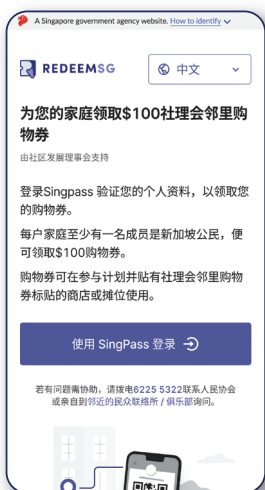 A Singapore government agency website. How to identify
REDEEMSG
中文
为您的家庭领取$100社理会邻里购
物券
由社区发展理事会支持
登录Singpass 验证您的个人资料，以领取您
的购物券。
每户家庭至少有一名成员是新加坡公民，便
可领取$100购物券。
购物券可在参与计划并贴有社理会邻里购物
券标贴的商店或摊位使用。
使用 SingPass 登录
若有问题需协助，请拨电6225 5322联系人民协会
或亲自到邻近的民众联络所 / 俱乐部询问。